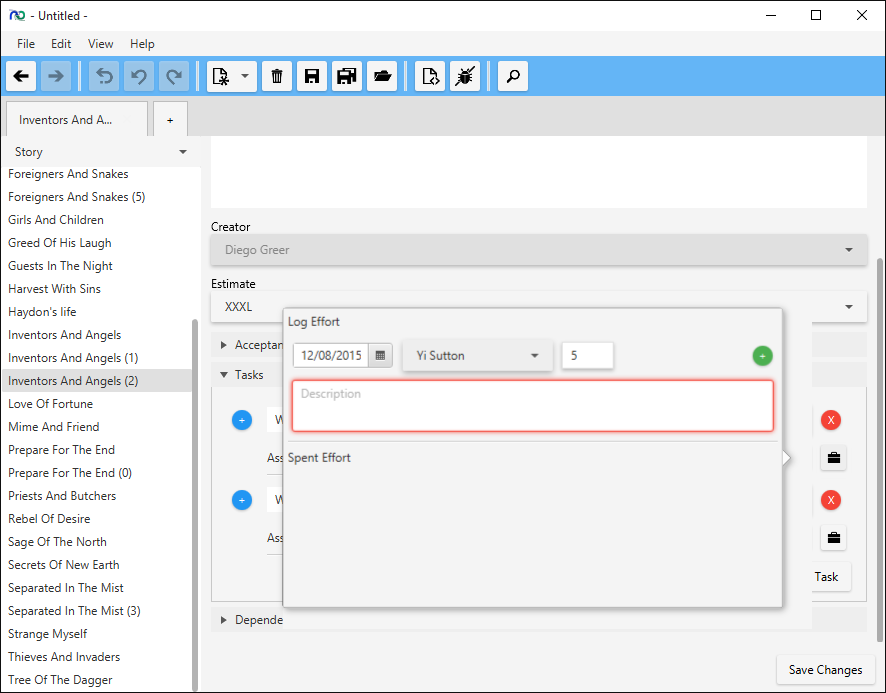 - Untitled -
File Edit View Help
Inventors And A... +
Story
Foreigners And Snakes
Foreigners And Snakes (5)
Girls And Children
Greed Of His Laugh
Guests In The Night
Harvest With Sins
Haydon's life
Inventors And Angels
Inventors And Angels (1)
Inventors And Angels (2)
Love Of Fortune
Mime And Friend
Prepare For The End
Prepare For The End (0)
Priests And Butchers
Rebel Of Desire
Sage Of The North
Secrets Of New Earth
Separated In The Mist
Separated In The Mist (3)
Strange Myself
Thieves And Invaders
Tree Of The Dagger
Creator
Diego Greer
Estimate
XXXL
Acceptan
Tasks
+ W X
Ass
+ W X
Ass
Task
Depende
Log Effort
12/08/2015 Yi Sutton 5 +
Description
Spent Effort
Save Changes